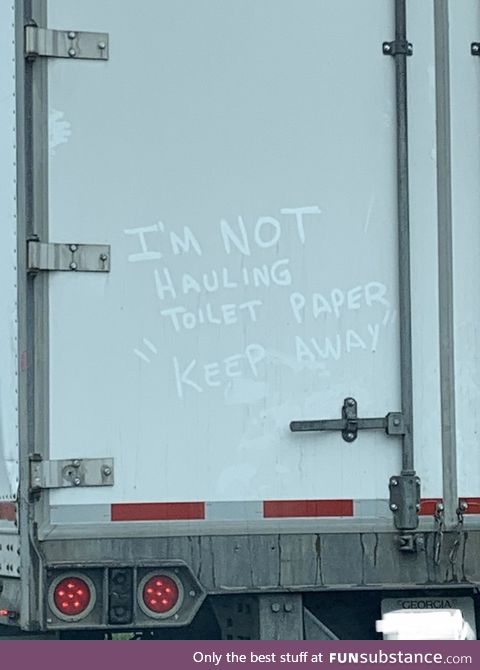 I'M NOT
HAULING
TOILET PAPER
"KEEP AWAY"
GEORGIA
Only the best stuff at FUNsubstance.com